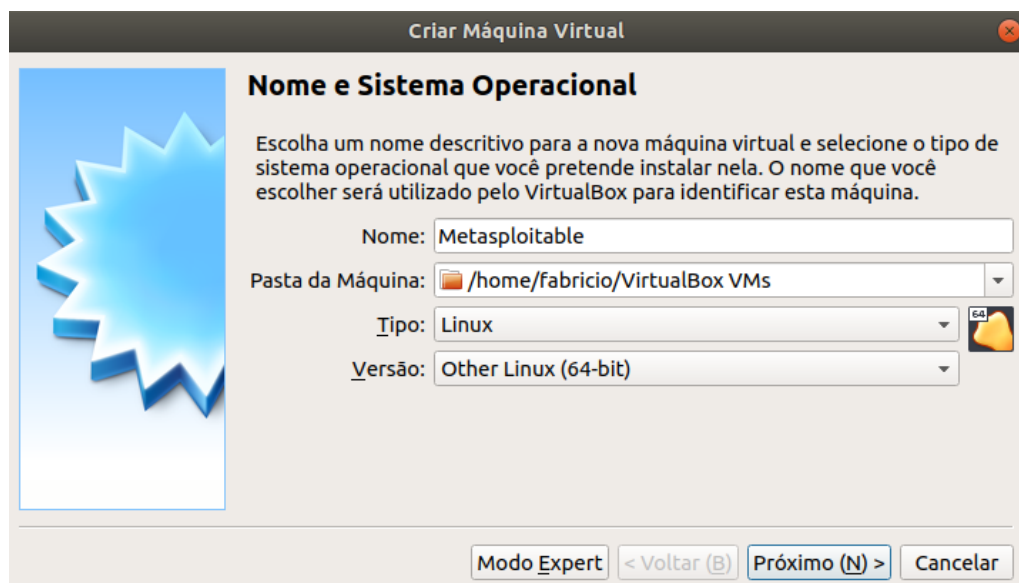 Criar Máquina Virtual
Nome e Sistema Operacional
Escolha um nome descritivo para a nova máquina virtual e selecione o tipo de
sistema operacional que você pretende instalar nela. O nome que você
escolher será utilizado pelo VirtualBox para identificar esta máquina.
Nome: Metasploitable
Pasta da Máquina: /home/fabricio/VirtualBox VMs
Tipo: Linux 64
Versão: Other Linux (64-bit)
Modo Expert < Voltar (B) Próximo (N) > Cancelar